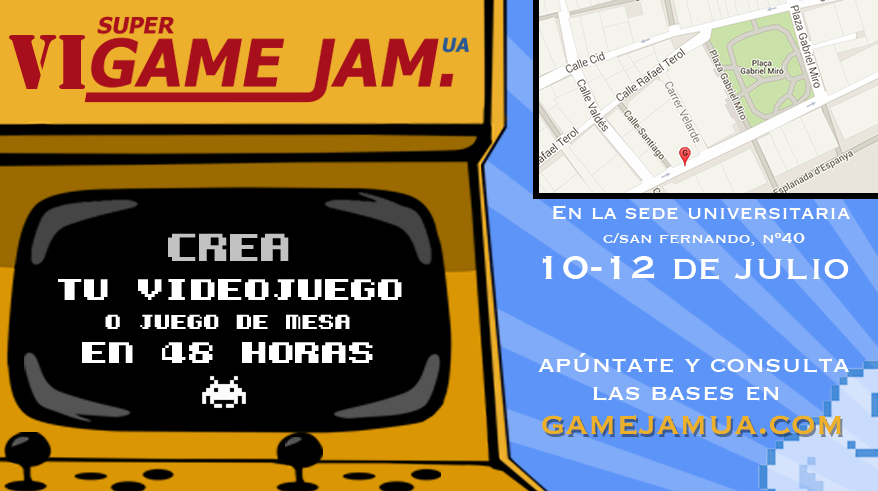 SUPER
VI GAME JAM.UA
CREA
TU VIDEOJUEGO
O JUEGO DE MESA
EN 48 HORAS
Calle Cid
Calle Rafael Terol
Plaza Gabriel Miro
Plaça
Gabriel Miró
Plaza Gabriel Miro
Calle Valdés
Carrer Velarde
Calle Santiago
Rafael Terol
G
Esplanada d'Espanya
EN LA SEDE UNIVERSITARIA
C/SAN FERNANDO, Nº40
10-12 DE JULIO
APÚNTATE Y CONSULTA
LAS BASES EN
GAMEJAMUA.COM